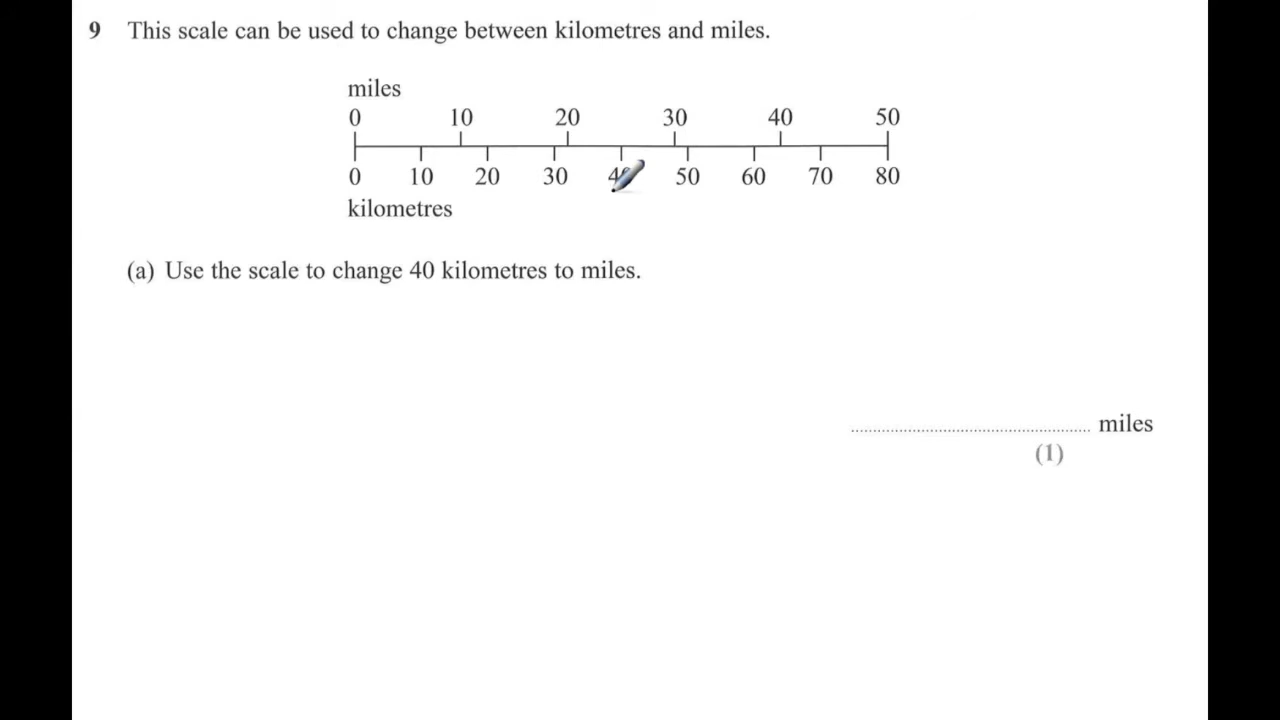 9 This scale can be used to change between kilometres and miles.
miles
0 10 20 30 40 50
0 10 20 30 50 60 70 80
kilometres
(a) Use the scale to change 40 kilometres to miles.
.................................................... miles
(1)